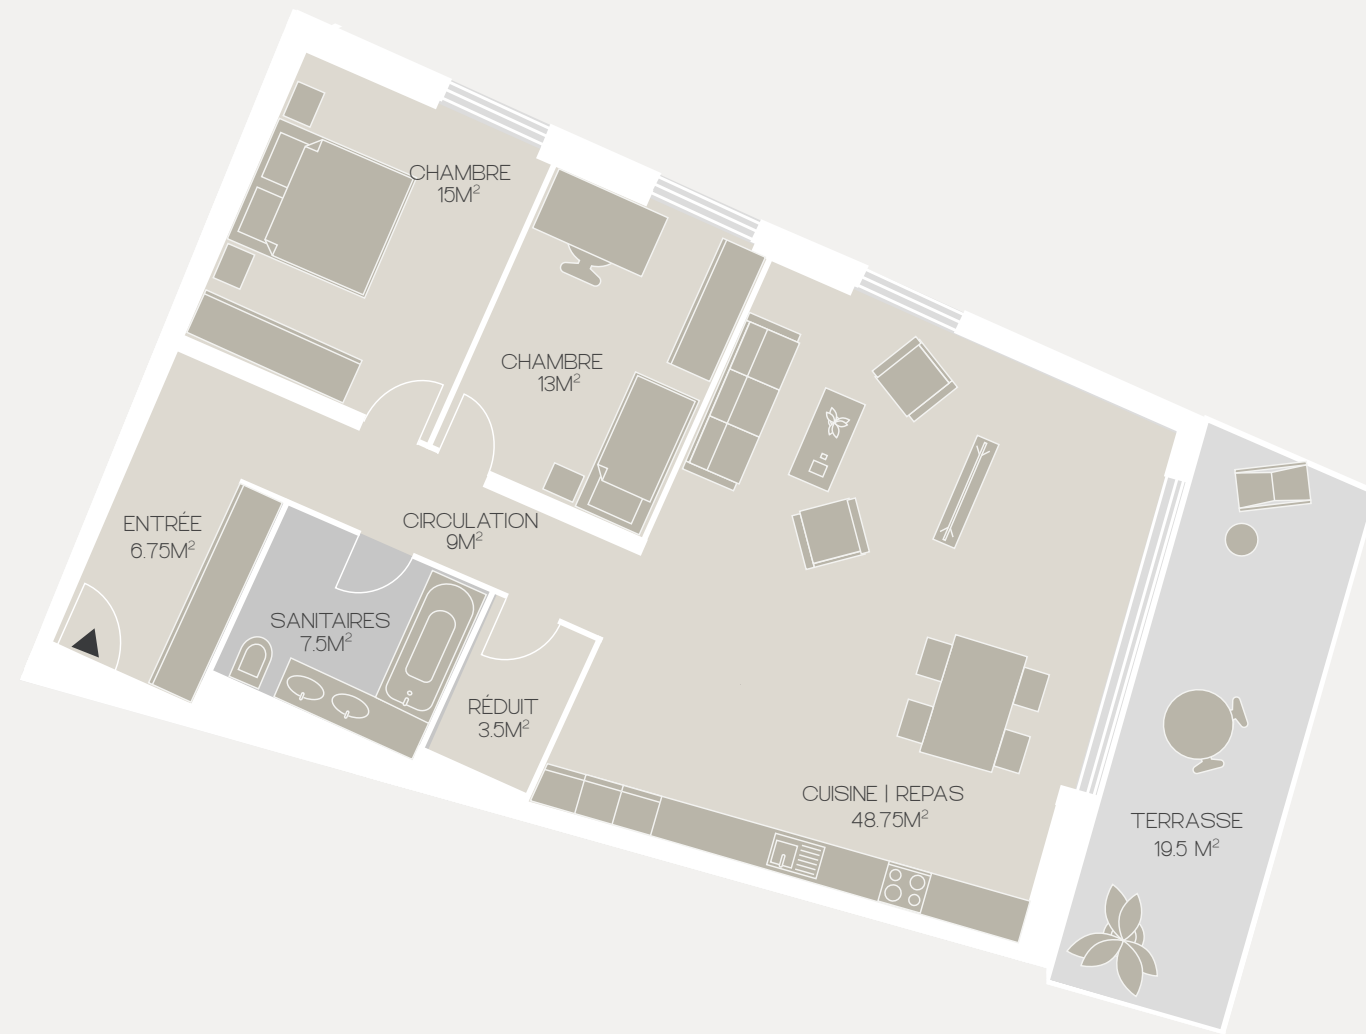 CHAMBRE
15M²
CHAMBRE
13M²
ENTRÉE
6.75M²
CIRCULATION
9M²
SANITAIRES
7.5M²
RÉDUIT
3.5M²
CUISINE | REPAS
48.75M²
TERRASSE
19.5 M²